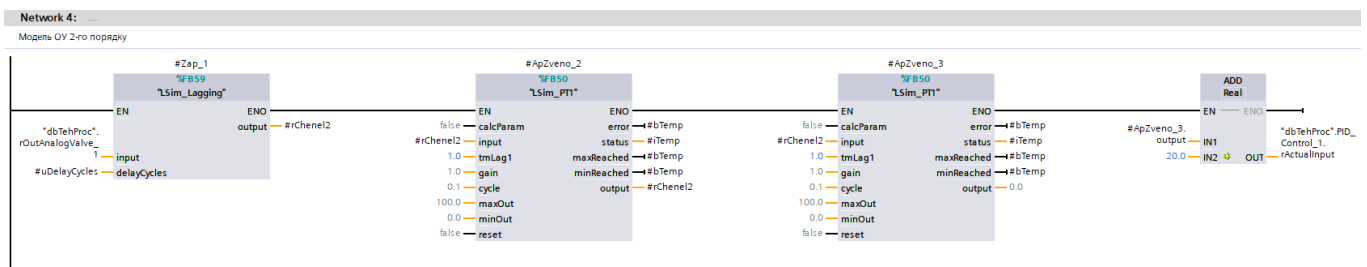 Network 4: .....
Модель ОУ 2-го порядку
#Zap_1 #ApZveno_2 #ApZveno_3
%FB59 %FB50 %FB50 ADD
"LSim_Lagging" "LSim_PT1" "LSim_PT1" Real
EN ENO EN ENO EN ENO EN ENO
"dbTehProc".
rOutAnalogValve_
1 input
output #rChenel2
#uDelayCycles delayCycles
false calcParam error #bTemp
#rChenel2 input status #iTemp
1.0 tmLag1 maxReached #bTemp
1.0 gain minReached #bTemp
0.1 cycle output #rChenel2
100.0 maxOut
0.0 minOut
false reset
false calcParam error #bTemp
#rChenel2 input status #iTemp
1.0 tmLag1 maxReached #bTemp
1.0 gain minReached #bTemp
0.1 cycle output 0.0
100.0 maxOut
0.0 minOut
false reset
#ApZveno_3.
output IN1
20.0 IN2 OUT
"dbTehProc".PID_
Control_1.
rActualInput